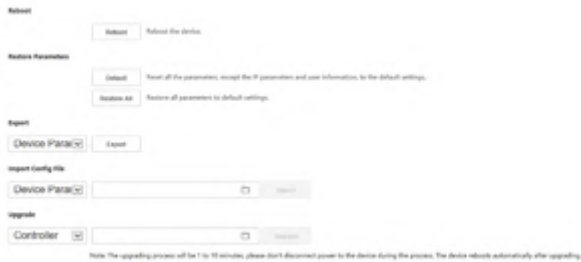 Reboot
Reboot Reboot the device.
Restore Parameters
Default Reset all the parameters, except the IP parameters and user information, to the default settings.
Restore All Restore all parameters to default settings.
Export
Device Para Export
Import Config File
Device Para
Upgrade
Controller
Note: The upgrading process will be 1 to 10 minutes, please don't disconnect power to the device during the process. The device reboots automatically after upgrading.